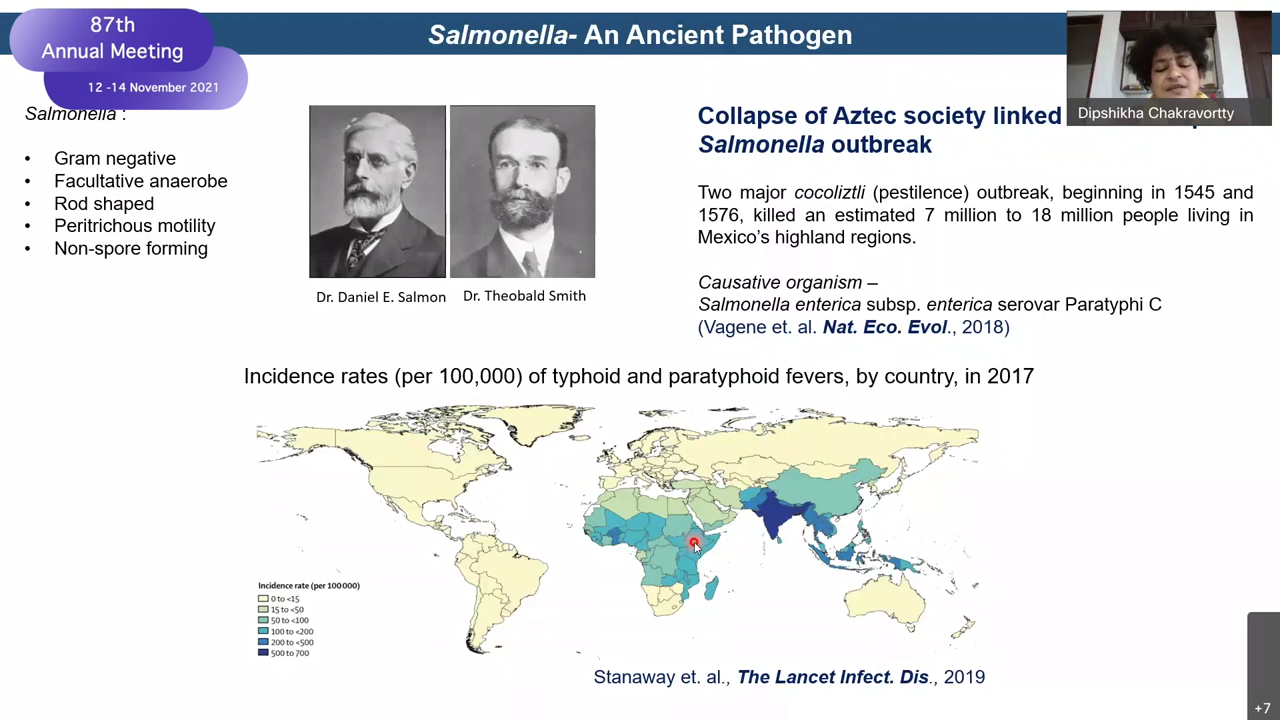 87th
Annual Meeting
12 -14 November 2021
Salmonella- An Ancient Pathogen
Dipshikha Chakravortty
Salmonella :
• Gram negative
• Facultative anaerobe
• Rod shaped
• Peritrichous motility
• Non-spore forming
Dr. Daniel E. Salmon
Dr. Theobald Smith
Collapse of Aztec society linked
Salmonella outbreak
Two major cocoliztli (pestilence) outbreak, beginning in 1545 and
1576, killed an estimated 7 million to 18 million people living in
Mexico's highland regions.
Causative organism –
Salmonella enterica subsp. enterica serovar Paratyphi C
(Vagene et. al. Nat. Eco. Evol., 2018)
Incidence rates (per 100,000) of typhoid and paratyphoid fevers, by country, in 2017
Incidence rate (per 100 000)
0 to <15
15 to <50
50 to <100
100 to <200
200 to <500
500 to 700
Stanaway et. al., The Lancet Infect. Dis., 2019
+7